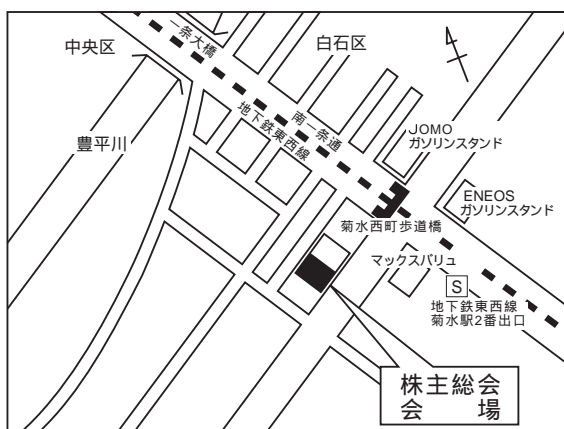 中央区
一条大橋
白石区
豊平川
地下鉄東西線
南一条通
JOMO
ガソリンスタンド
ENEOS
ガソリンスタンド
菊水西町歩道橋
マックスバリュ
S
地下鉄東西線
菊水駅2番出口
株主総会
会 場